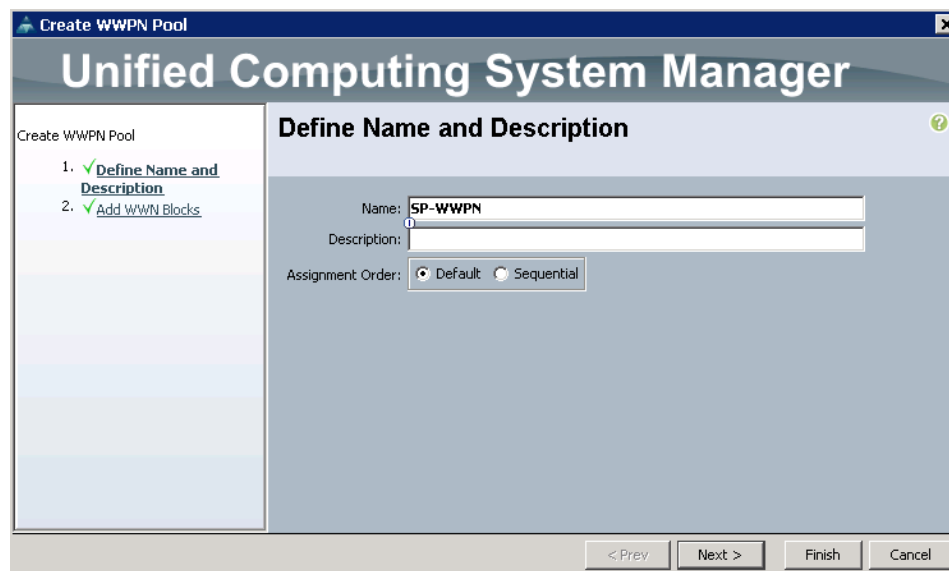 Create WWPN Pool
Unified Computing System Manager
Create WWPN Pool
1. Define Name and
Description
2. Add WWN Blocks
Define Name and Description
Name: SP-WWPN
Description:
Assignment Order: Default Sequential
< Prev Next > Finish Cancel